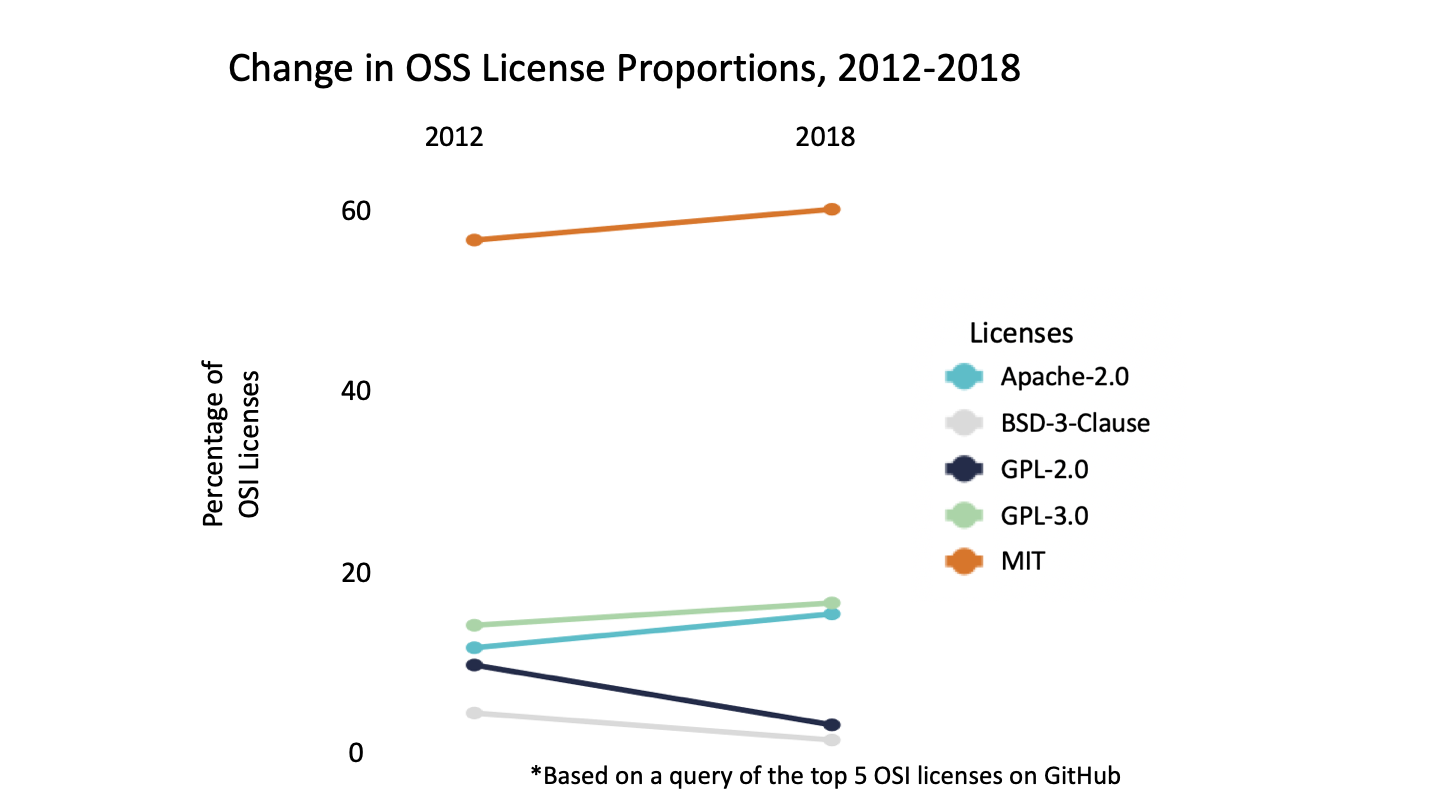 Change in OSS License Proportions, 2012-2018
2012
2018
60
40
20
0
Percentage of
OSI Licenses
Licenses
Apache-2.0
BSD-3-Clause
GPL-2.0
GPL-3.0
MIT
*Based on a query of the top 5 OSI licenses on GitHub